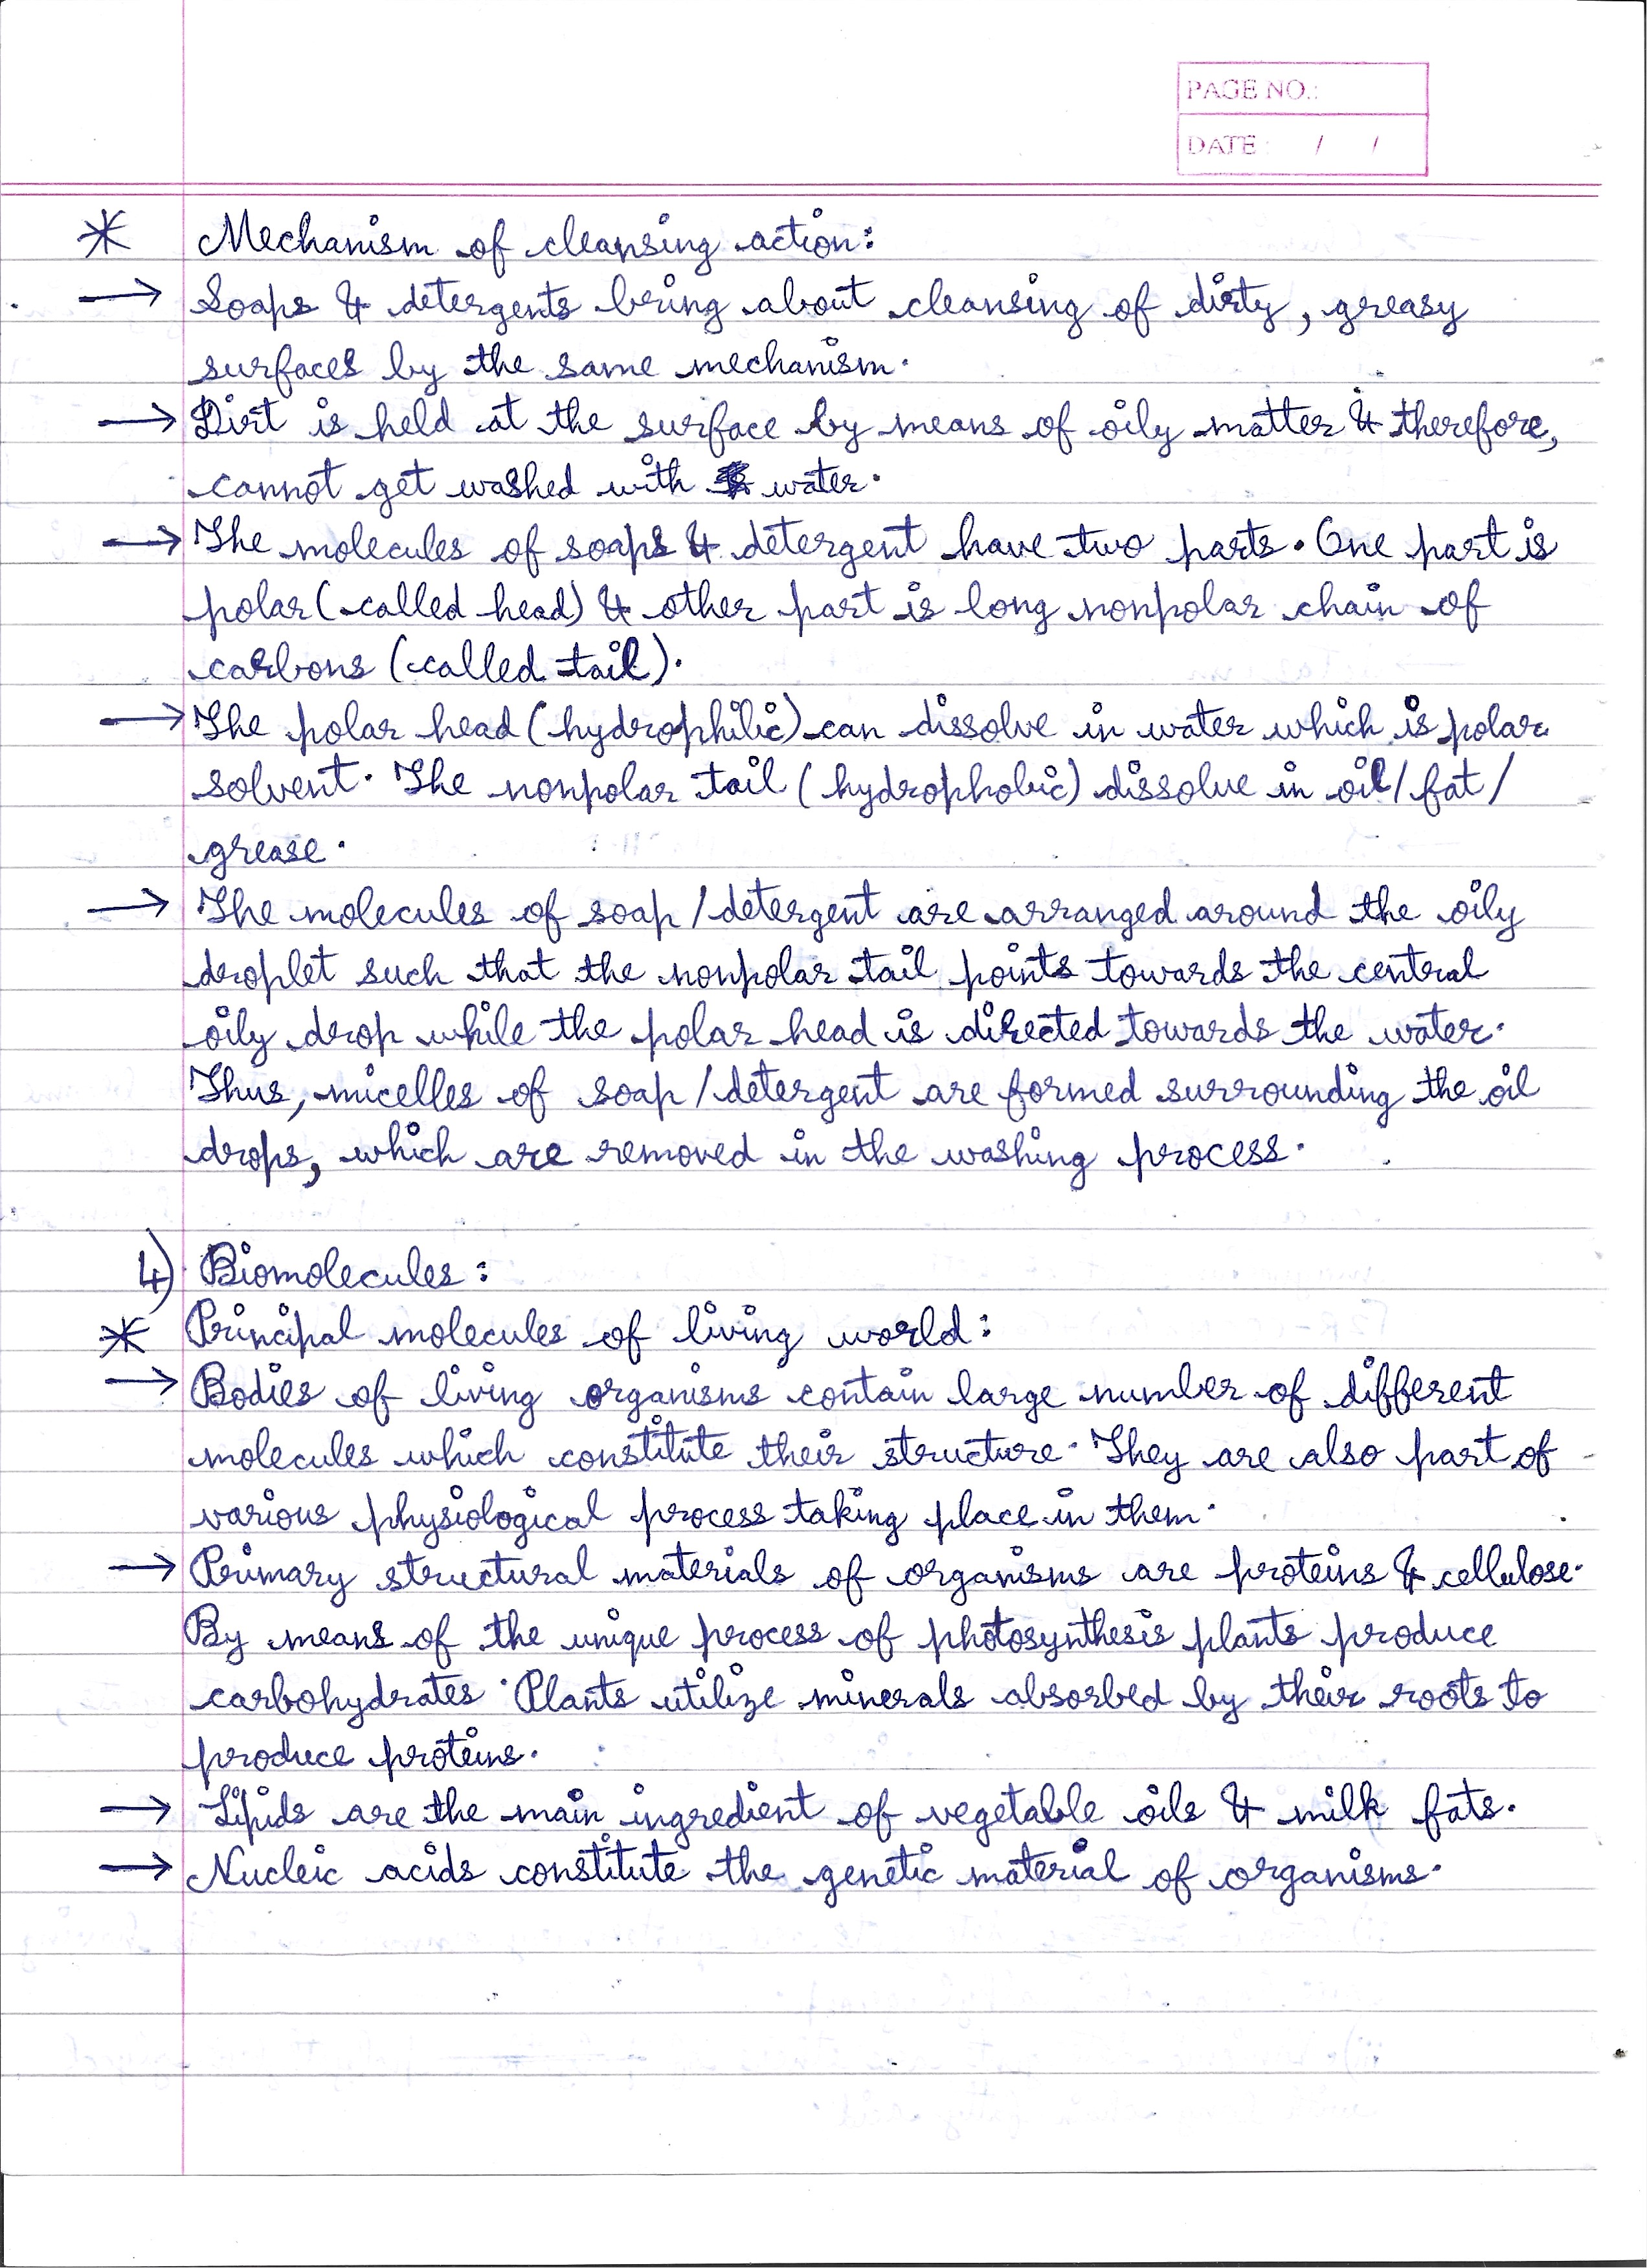 PAGE NO.:
DATE : / /
* Mechanism of cleansing action:
→ Soaps & detergents bring about cleansing of dirty, greasy
surfaces by the same mechanism.
→ Dirt is held at the surface by means of oily matter & therefore,
cannot get washed with water.
→ The molecules of soaps & detergent have two parts. One part is
polar (called head) & other part is long nonpolar chain of
carbons (called tail).
→ The polar head (hydrophilic) can dissolve in water which is polar
solvent. The nonpolar tail (hydrophobic) dissolve in oil/fat/
grease.
→ The molecules of soap/detergent are arranged around the oily
droplet such that the nonpolar tail points towards the central
oily drop while the polar head is directed towards the water.
Thus, micelles of soap/detergent are formed surrounding the oil
drops, which are removed in the washing process.
4) Biomolecules:
* Principal molecules of living world:
→ Bodies of living organisms contain large number of different
molecules which constitute their structure. They are also part of
various physiological process taking place in them.
→ Primary structural materials of organisms are proteins & cellulose.
By means of the unique process of photosynthesis plants produce
carbohydrates. Plants utilize minerals absorbed by their roots to
produce proteins.
→ Lipids are the main ingredient of vegetable oils & milk fats.
→ Nucleic acids constitute the genetic material of organisms.